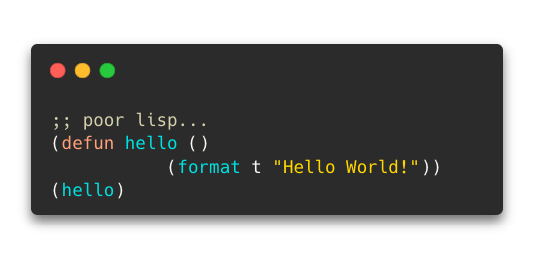 ;; poor lisp...
(defun hello ()
           (format t "Hello World!"))
(hello)